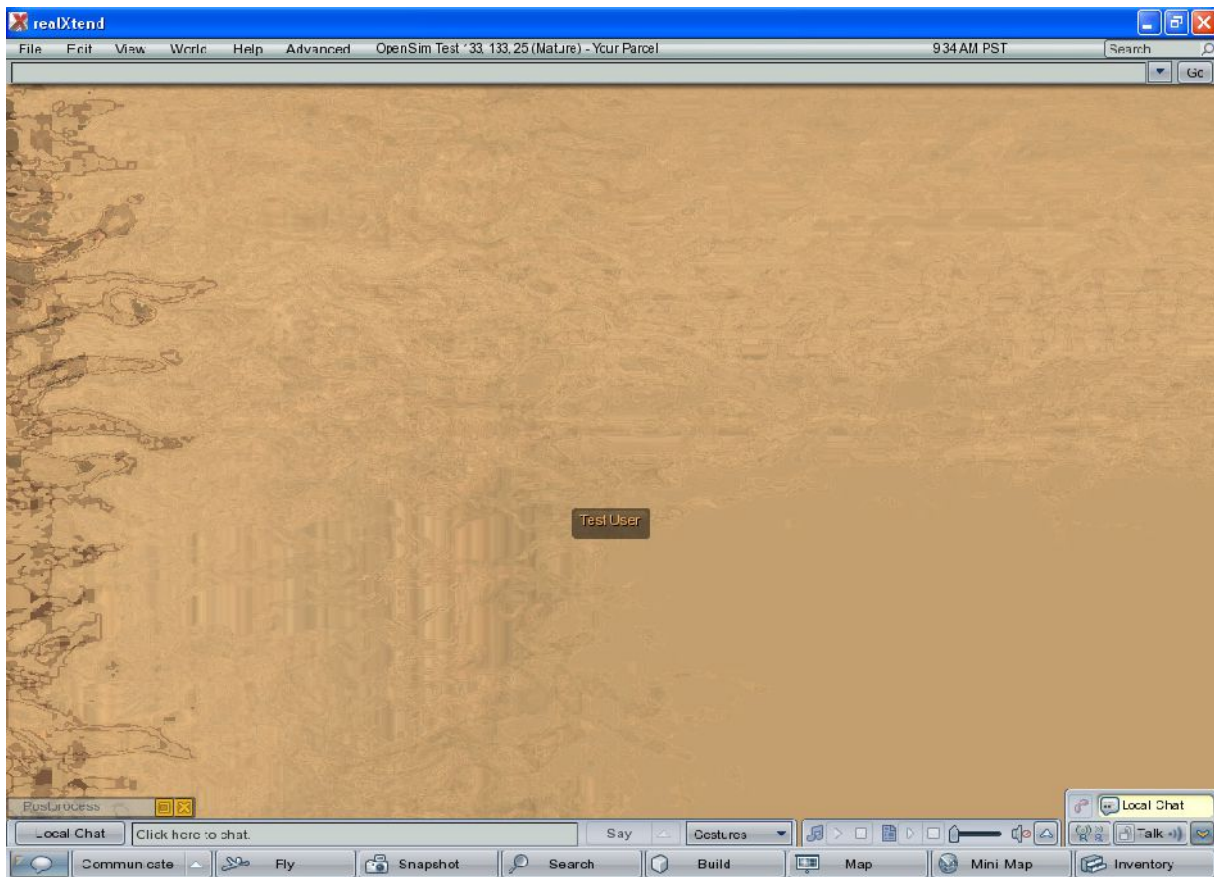 realXtend
File Edit View World Help Advanced OpenSim Test 133, 133, 25 (Mature) - Your Parcel 9:34 AM PST Search
Go
Test User
Postprocess
Local Chat
Local Chat Click here to chat. Say Gestures Talk
Communicate Fly Snapshot Search Build Map Mini Map Inventory